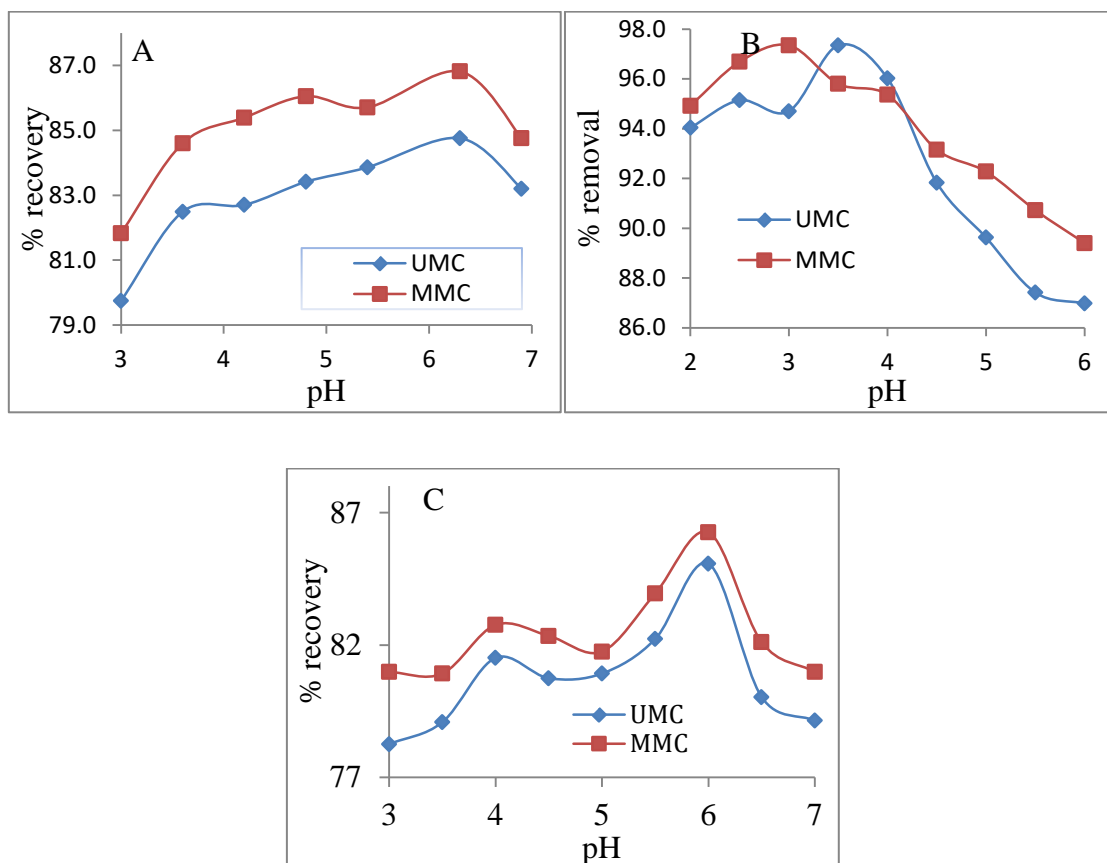 A
% recovery
87.0
85.0
83.0
81.0
79.0
UMC
MMC
3 4 5 6 7
pH
B
% removal
98.0
96.0
94.0
92.0
90.0
88.0
86.0
UMC
MMC
2 3 4 5 6
pH
C
% recovery
87
82
77
UMC
MMC
3 4 5 6 7
pH